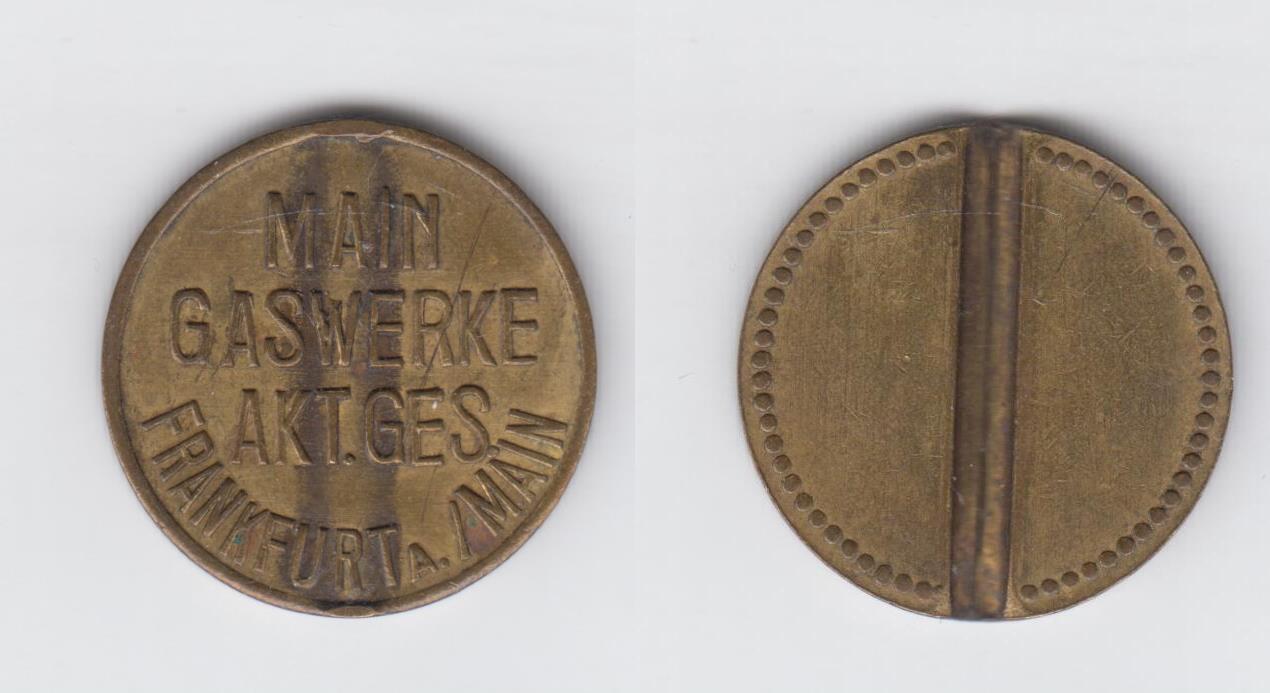 MAIN
GASWERKE
AKT.GES.
FRANKFURT A./MAIN